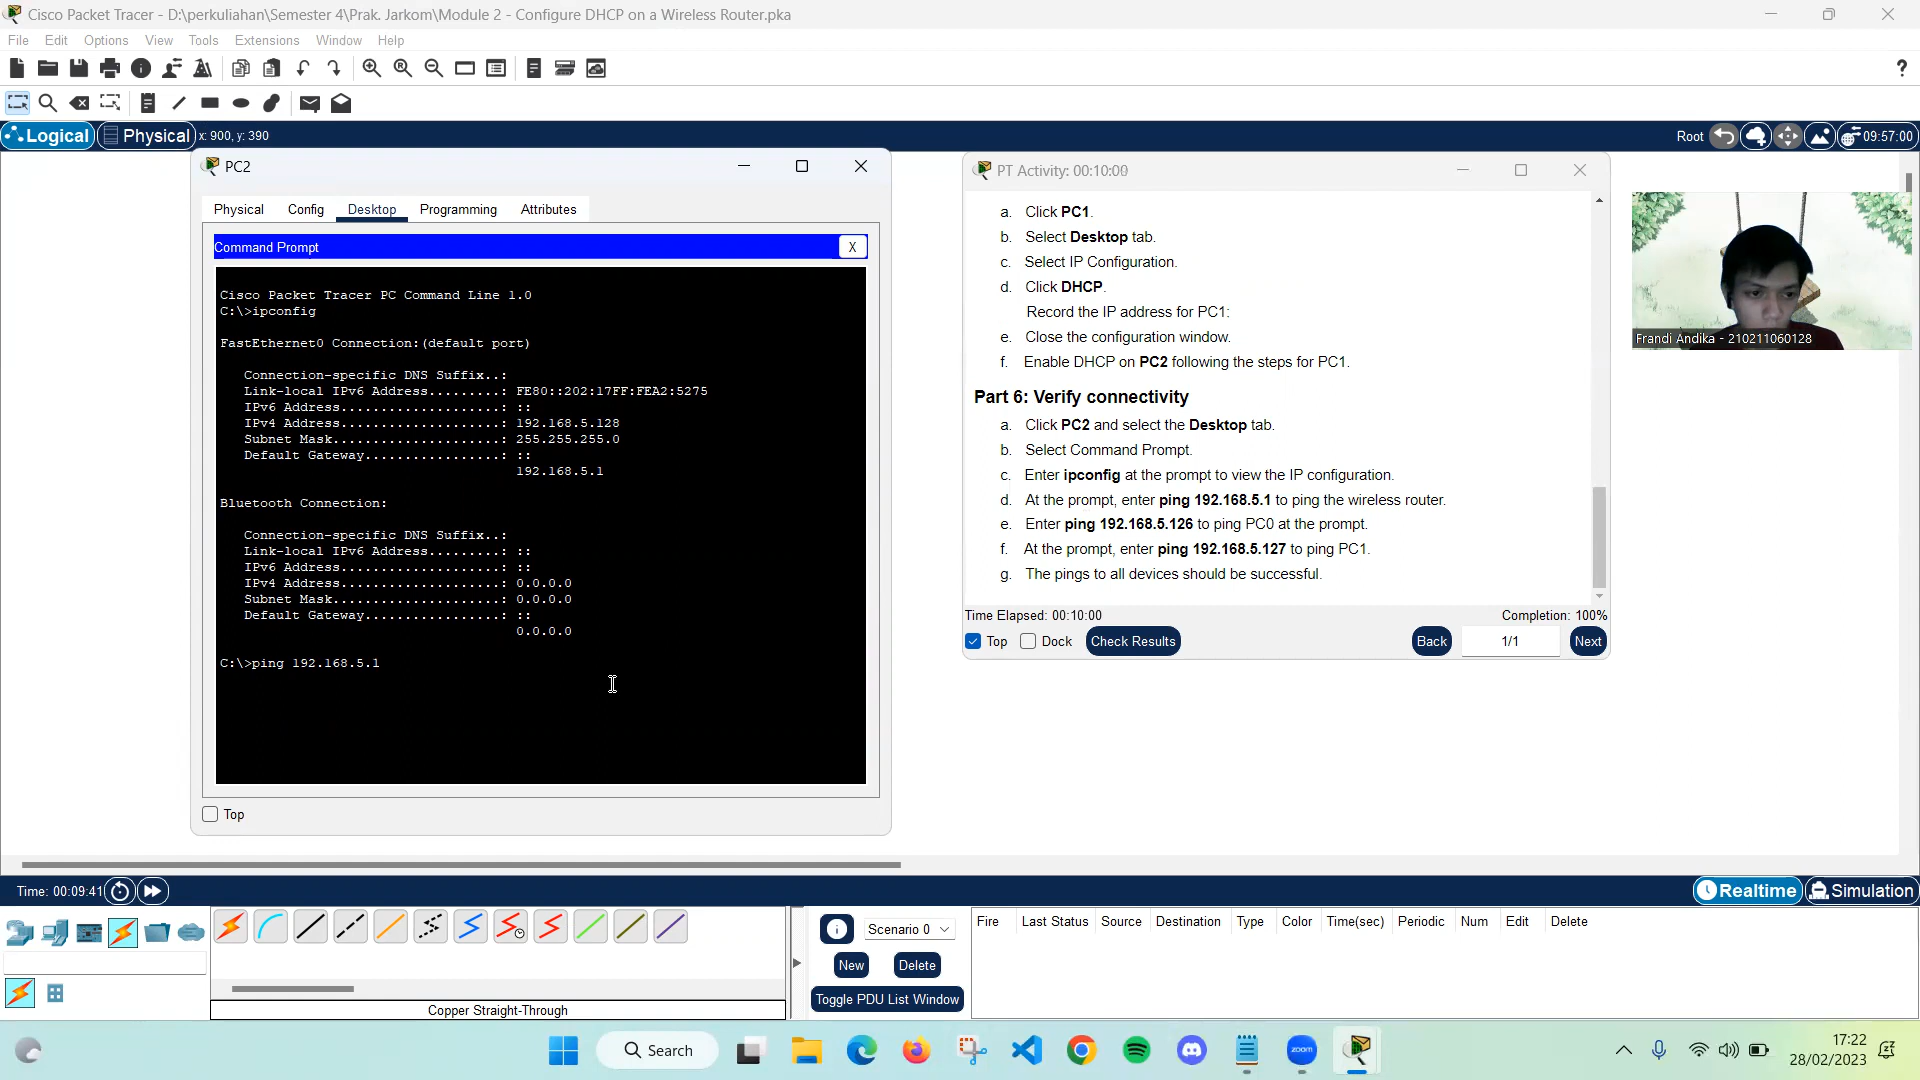 Cisco Packet Tracer - D:\perkuliahan\Semester 4\Prak. Jarkom\Module 2 - Configure DHCP on a Wireless Router.pka
File Edit Options View Tools Extensions Window Help
?
Logical Physical x: 900, y: 390
Root 09:57:00
PC2
Physical Config Desktop Programming Attributes
Command Prompt X
Cisco Packet Tracer PC Command Line 1.0
C:\>ipconfig
FastEthernet0 Connection:(default port)
Connection-specific DNS Suffix..:
Link-local IPv6 Address.........: FE80::202:17FF:FEA2:5275
IPv6 Address....................: ::
IPv4 Address....................: 192.168.5.128
Subnet Mask.....................: 255.255.255.0
Default Gateway.................: ::
192.168.5.1
Bluetooth Connection:
Connection-specific DNS Suffix..:
Link-local IPv6 Address.........: ::
IPv6 Address....................: ::
IPv4 Address....................: 0.0.0.0
Subnet Mask.....................: 0.0.0.0
Default Gateway.................: ::
0.0.0.0
C:\>ping 192.168.5.1
Top
PT Activity: 00:10:00
a. Click PC1.
b. Select Desktop tab.
c. Select IP Configuration.
d. Click DHCP.
Record the IP address for PC1:
e. Close the configuration window.
f. Enable DHCP on PC2 following the steps for PC1.
Part 6: Verify connectivity
a. Click PC2 and select the Desktop tab.
b. Select Command Prompt.
c. Enter ipconfig at the prompt to view the IP configuration.
d. At the prompt, enter ping 192.168.5.1 to ping the wireless router.
e. Enter ping 192.168.5.126 to ping PC0 at the prompt.
f. At the prompt, enter ping 192.168.5.127 to ping PC1.
g. The pings to all devices should be successful.
Time Elapsed: 00:10:00 Completion: 100%
Top Dock Check Results Back 1/1 Next
Frandi Andika - 210211060128
Time: 00:09:41
Realtime Simulation
Copper Straight-Through
Scenario 0
New Delete
Toggle PDU List Window
Fire Last Status Source Destination Type Color Time(sec) Periodic Num Edit Delete
Search
zoom
17:22
28/02/2023